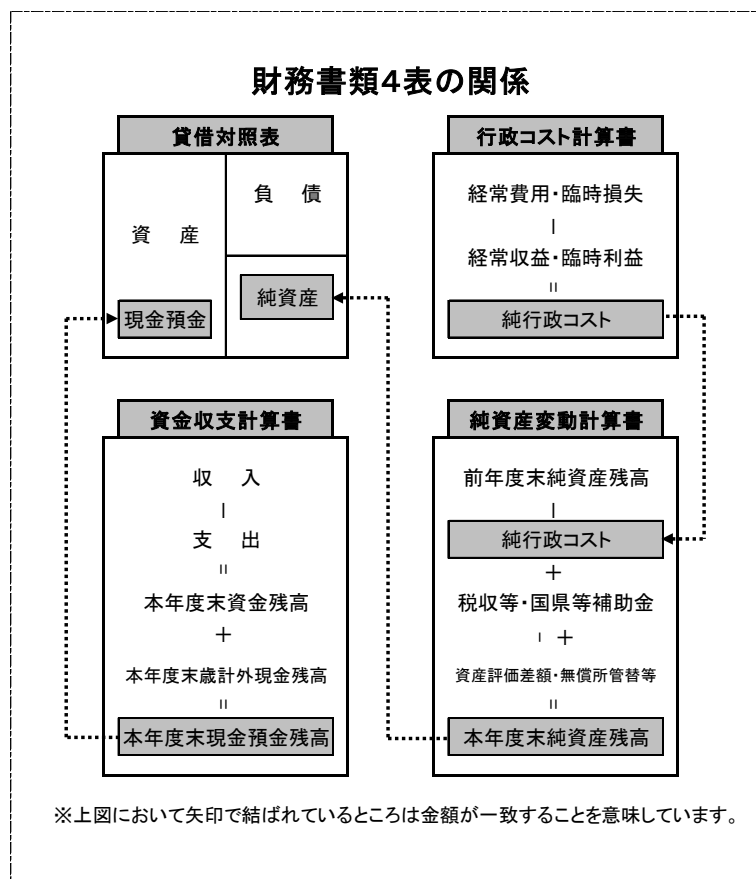 財務書類4表の関係
貸借対照表
資　産
現金預金
負　債
純資産
行政コスト計算書
経常費用・臨時損失
－
経常収益・臨時利益
＝
純行政コスト
資金収支計算書
収　入
－
支　出
＝
本年度末資金残高
＋
本年度末歳計外現金残高
＝
本年度末現金預金残高
純資産変動計算書
前年度末純資産残高
－
純行政コスト
＋
税収等・国県等補助金
－ ＋
資産評価差額・無償所管替等
＝
本年度末純資産残高
※上図において矢印で結ばれているところは金額が一致することを意味しています。